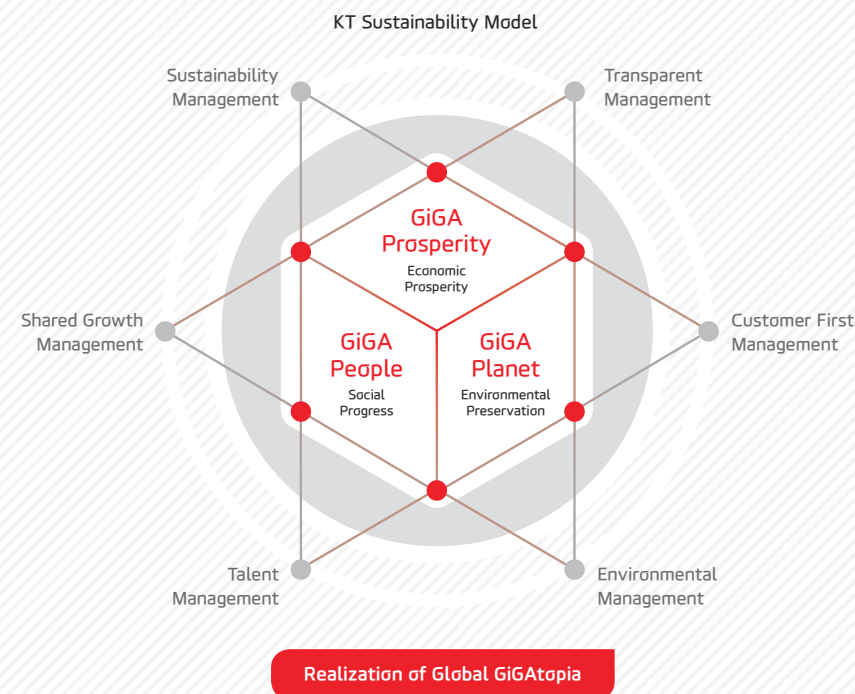 KT Sustainability Model
Sustainability
Management
Transparent
Management
GiGA
Prosperity
Economic
Prosperity
Shared Growth
Management
GiGA
People
Social
Progress
GiGA
Planet
Environmental
Preservation
Customer First
Management
Talent
Management
Environmental
Management
Realization of Global GiGAtopia